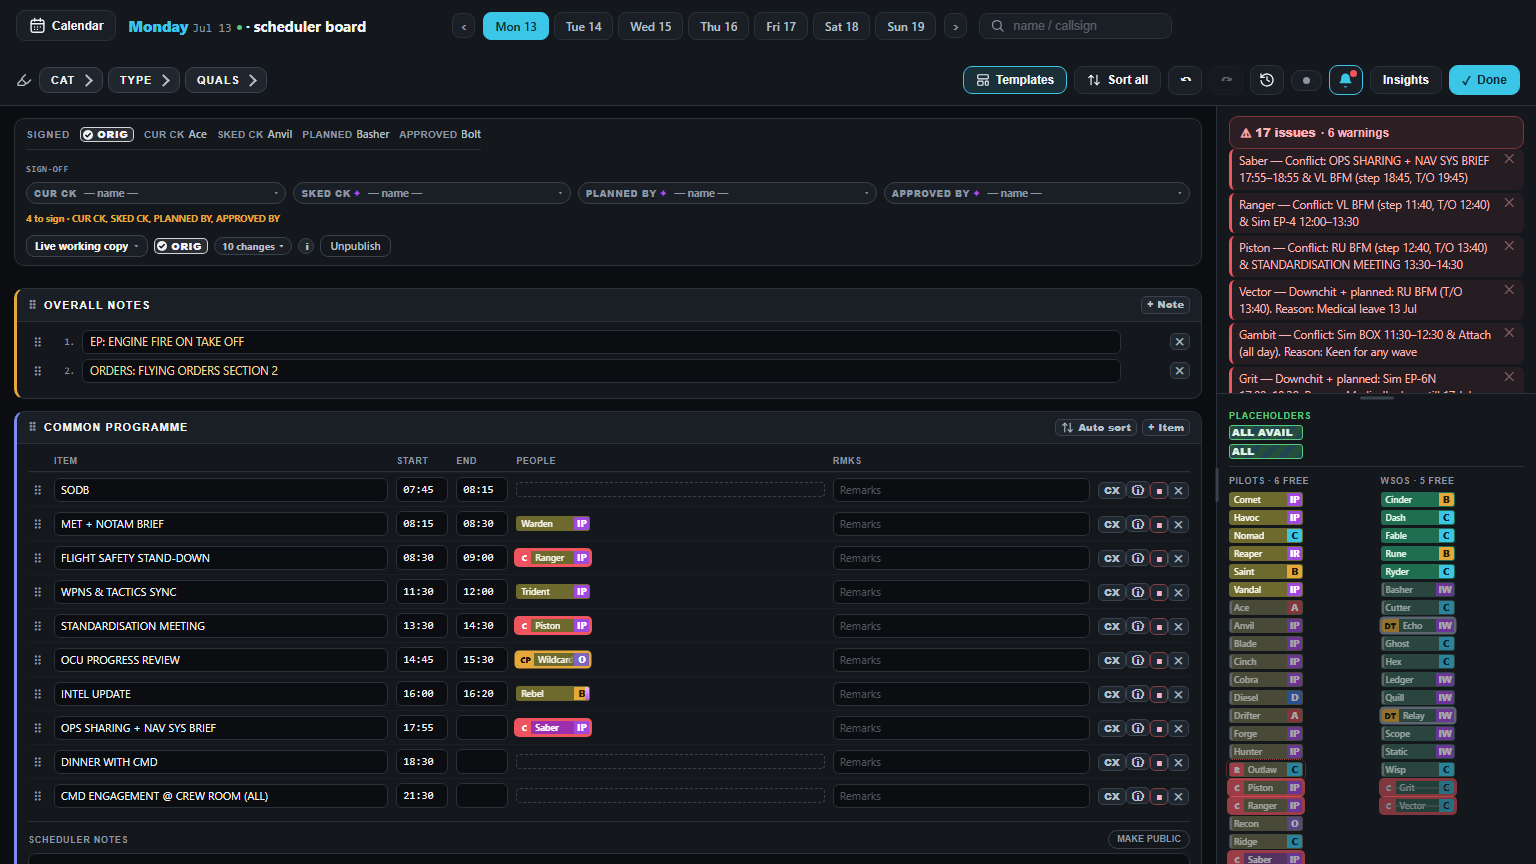 Calendar
Monday Jul 13 • · scheduler board
‹ Mon 13 Tue 14 Wed 15 Thu 16 Fri 17 Sat 18 Sun 19 ›
name / callsign
CAT TYPE QUALS
Templates Sort all Insights ✓ Done
SIGNED ORIG CUR CK Ace SKED CK Anvil PLANNED Basher APPROVED Bolt
SIGN-OFF
CUR CK — name — SKED CK ✦ — name — PLANNED BY ✦ — name — APPROVED BY ✦ — name —
4 to sign · CUR CK, SKED CK, PLANNED BY, APPROVED BY
Live working copy ORIG 10 changes i Unpublish
OVERALL NOTES + Note
1. EP: ENGINE FIRE ON TAKE OFF
2. ORDERS: FLYING ORDERS SECTION 2
COMMON PROGRAMME Auto sort + Item
ITEM START END PEOPLE RMKS
SODB 07:45 08:15 Remarks CX
MET + NOTAM BRIEF 08:15 08:30 Warden IP Remarks CX
FLIGHT SAFETY STAND-DOWN 08:30 09:00 C Ranger IP Remarks CX
WPNS & TACTICS SYNC 11:30 12:00 Trident IP Remarks CX
STANDARDISATION MEETING 13:30 14:30 C Piston IP Remarks CX
OCU PROGRESS REVIEW 14:45 15:30 CP Wildcard O Remarks CX
INTEL UPDATE 16:00 16:20 Rebel B Remarks CX
OPS SHARING + NAV SYS BRIEF 17:55 C Saber IP Remarks CX
DINNER WITH CMD 18:30 Remarks CX
CMD ENGAGEMENT @ CREW ROOM (ALL) 21:30 Remarks CX
SCHEDULER NOTES MAKE PUBLIC
⚠ 17 issues · 6 warnings
Saber — Conflict: OPS SHARING + NAV SYS BRIEF
17:55–18:55 & VL BFM (step 18:45, T/O 19:45)
Ranger — Conflict: VL BFM (step 11:40, T/O 12:40)
& Sim EP-4 12:00–13:30
Piston — Conflict: RU BFM (step 12:40, T/O 13:40)
& STANDARDISATION MEETING 13:30–14:30
Vector — Downchit + planned: RU BFM (T/O
13:40). Reason: Medical leave 13 Jul
Gambit — Conflict: Sim BOX 11:30–12:30 & Attach
(all day). Reason: Keen for any wave
Grit — Downchit + planned: Sim EP-6N
PLACEHOLDERS
ALL AVAIL
ALL
PILOTS · 6 FREE WSOS · 5 FREE
Comet IP Cinder B
Havoc IP Dash C
Nomad C Fable C
Reaper IR Rune B
Saint B Ryder C
Vandal IP Basher IW
Ace A Cutter C
Anvil IP DT Echo IW
Blade IP Ghost C
Cinch IP Hex C
Cobra IP Ledger IW
Diesel D Quill IW
Drifter A DT Relay IW
Forge IP Scope IW
Hunter IP Static IW
R Outlaw C Wisp C
C Piston IP C Grit C
C Ranger IP C Vector C
Recon O
Ridge C
C Saber IP